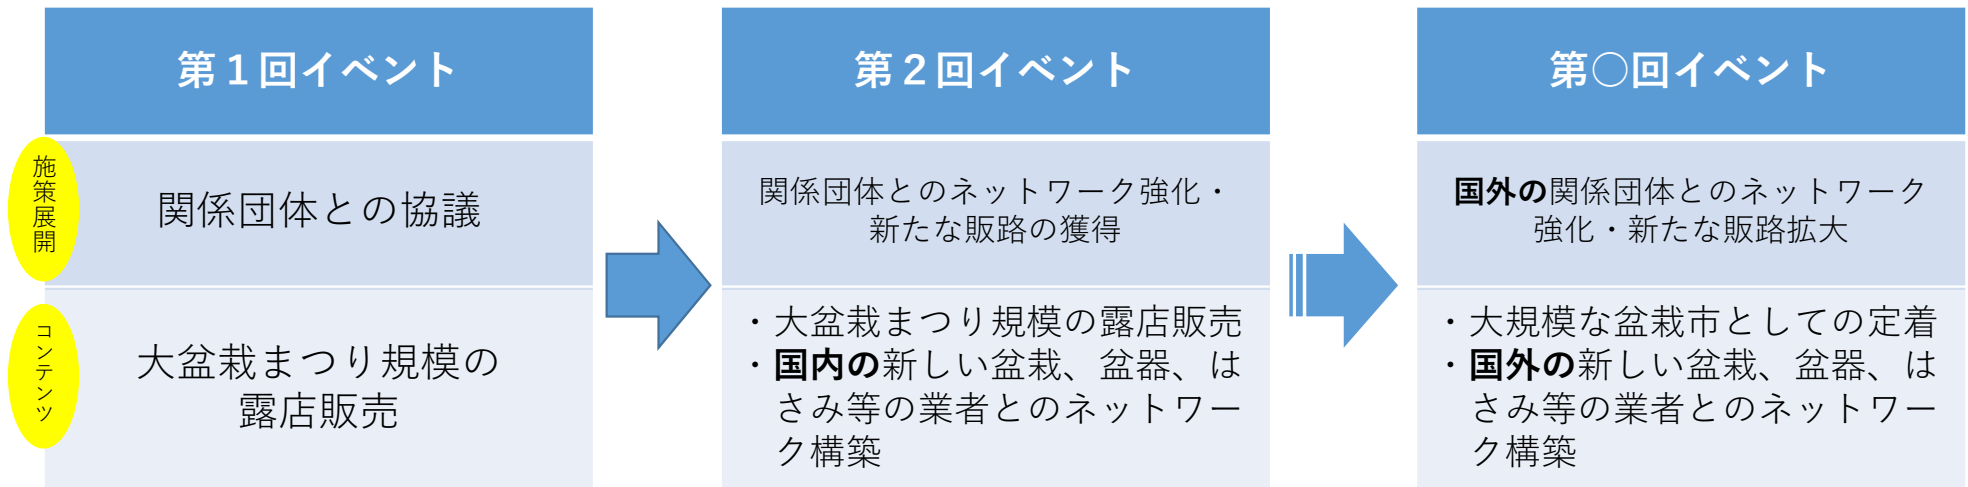 第１回イベント
第２回イベント
第○回イベント
施策展開
関係団体との協議
関係団体とのネットワーク強化・
新たな販路の獲得
国外の関係団体とのネットワーク
強化・新たな販路拡大
コンテンツ
大盆栽まつり規模の
露店販売
・大盆栽まつり規模の露店販売
・国内の新しい盆栽、盆器、は
さみ等の業者とのネットワー
ク構築
・大規模な盆栽市としての定着
・国外の新しい盆栽、盆器、は
さみ等の業者とのネットワー
ク構築